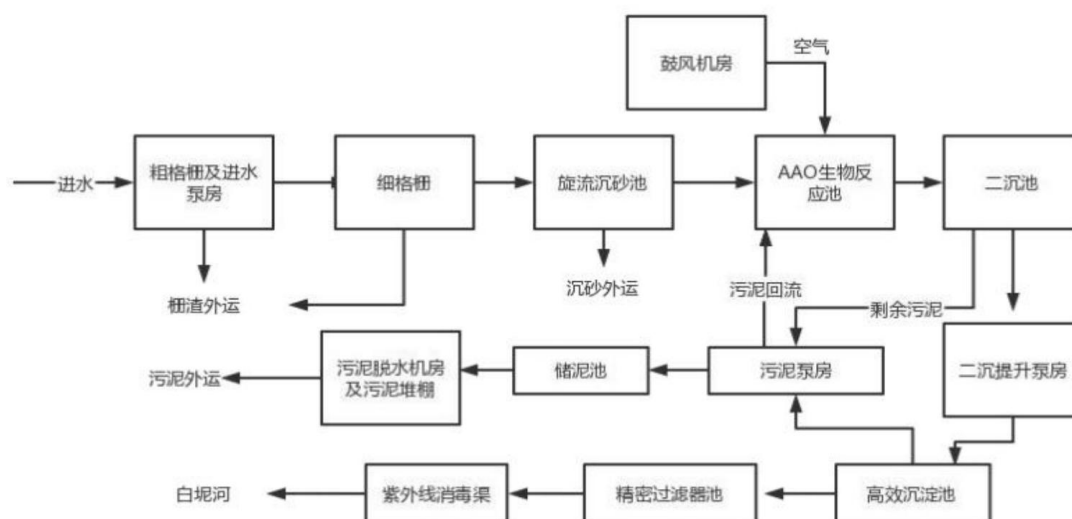 鼓风机房
空气
进水
粗格栅及进水
泵房
细格栅
旋流沉砂池
AAO生物反
应池
二沉池
栅渣外运
沉砂外运
污泥回流
剩余污泥
污泥外运
污泥脱水机房
及污泥堆棚
储泥池
污泥泵房
二沉提升泵房
白坭河
紫外线消毒渠
精密过滤器池
高效沉淀池